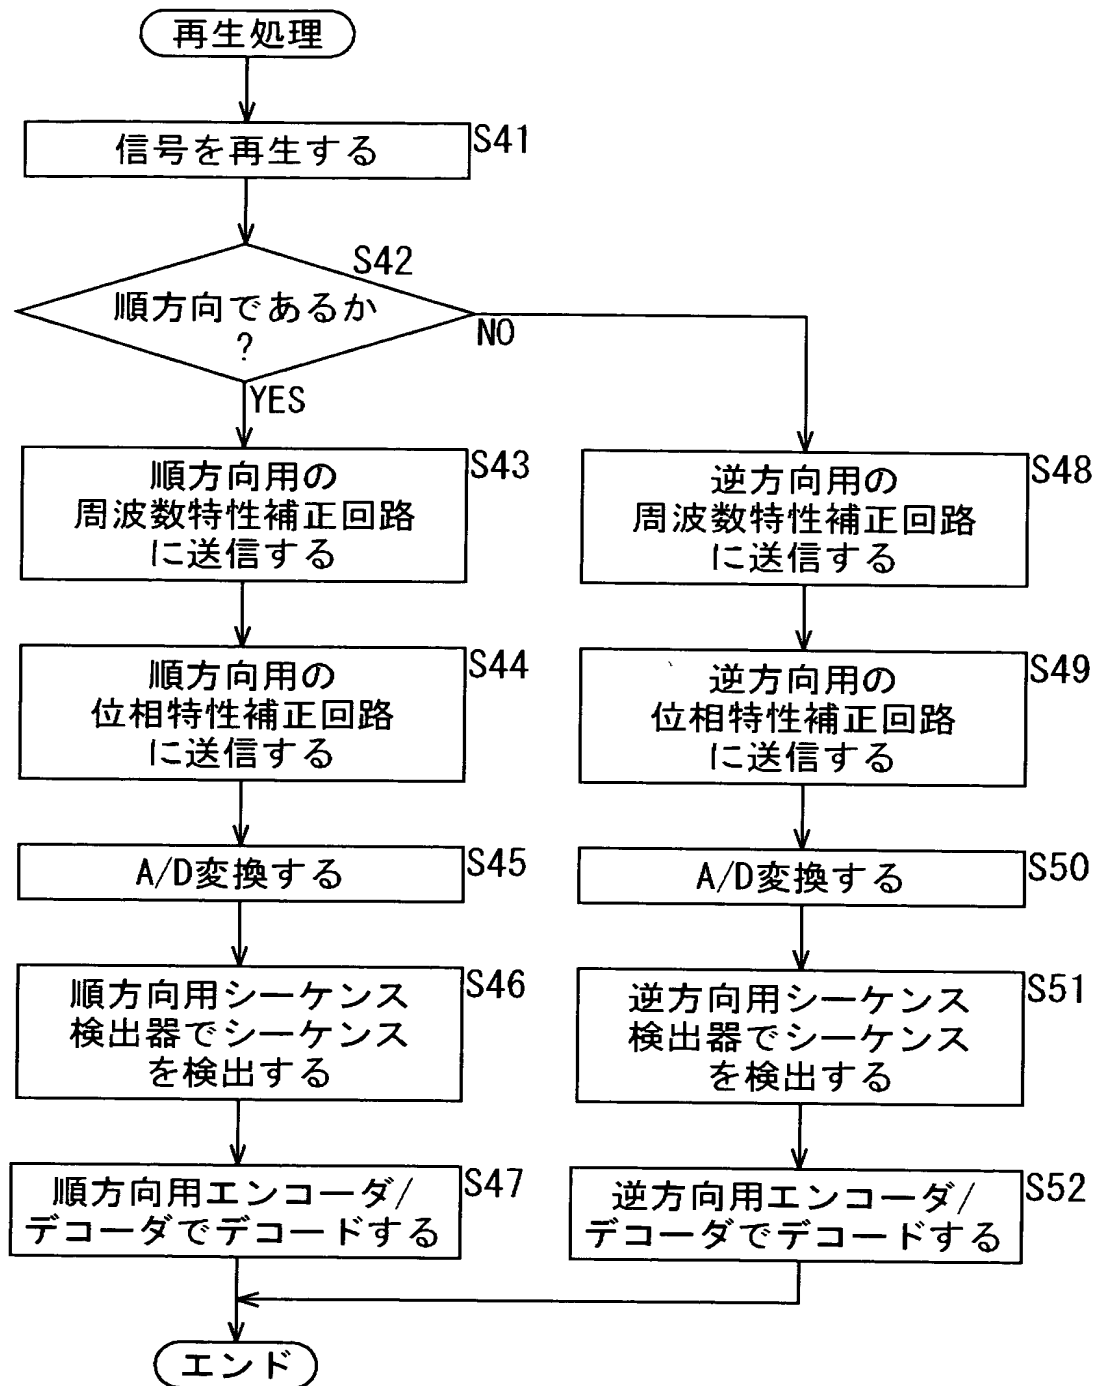 再生処理
信号を再生する
S41
S42
順方向であるか
?
NO
YES
順方向用の
周波数特性補正回路
に送信する
S43
順方向用の
位相特性補正回路
に送信する
S44
A/D変換する
S45
順方向用シーケンス
検出器でシーケンス
を検出する
S46
順方向用エンコーダ/
デコーダでデコードする
S47
逆方向用の
周波数特性補正回路
に送信する
S48
逆方向用の
位相特性補正回路
に送信する
S49
A/D変換する
S50
逆方向用シーケンス
検出器でシーケンス
を検出する
S51
逆方向用エンコーダ/
デコーダでデコードする
S52
エンド